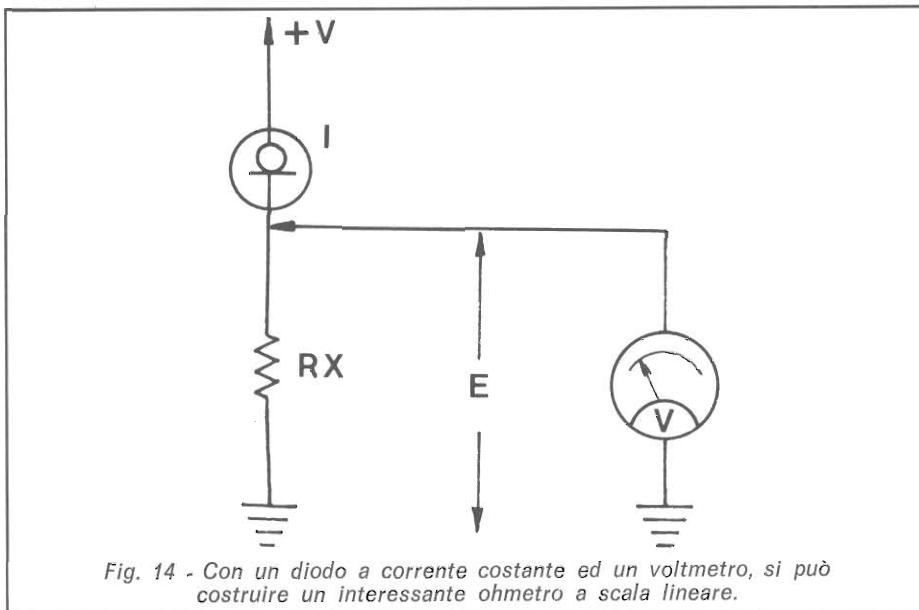 +V
I
RX
E
V
Fig. 14 - Con un diodo a corrente costante ed un voltmetro, si può
costruire un interessante ohmetro a scala lineare.